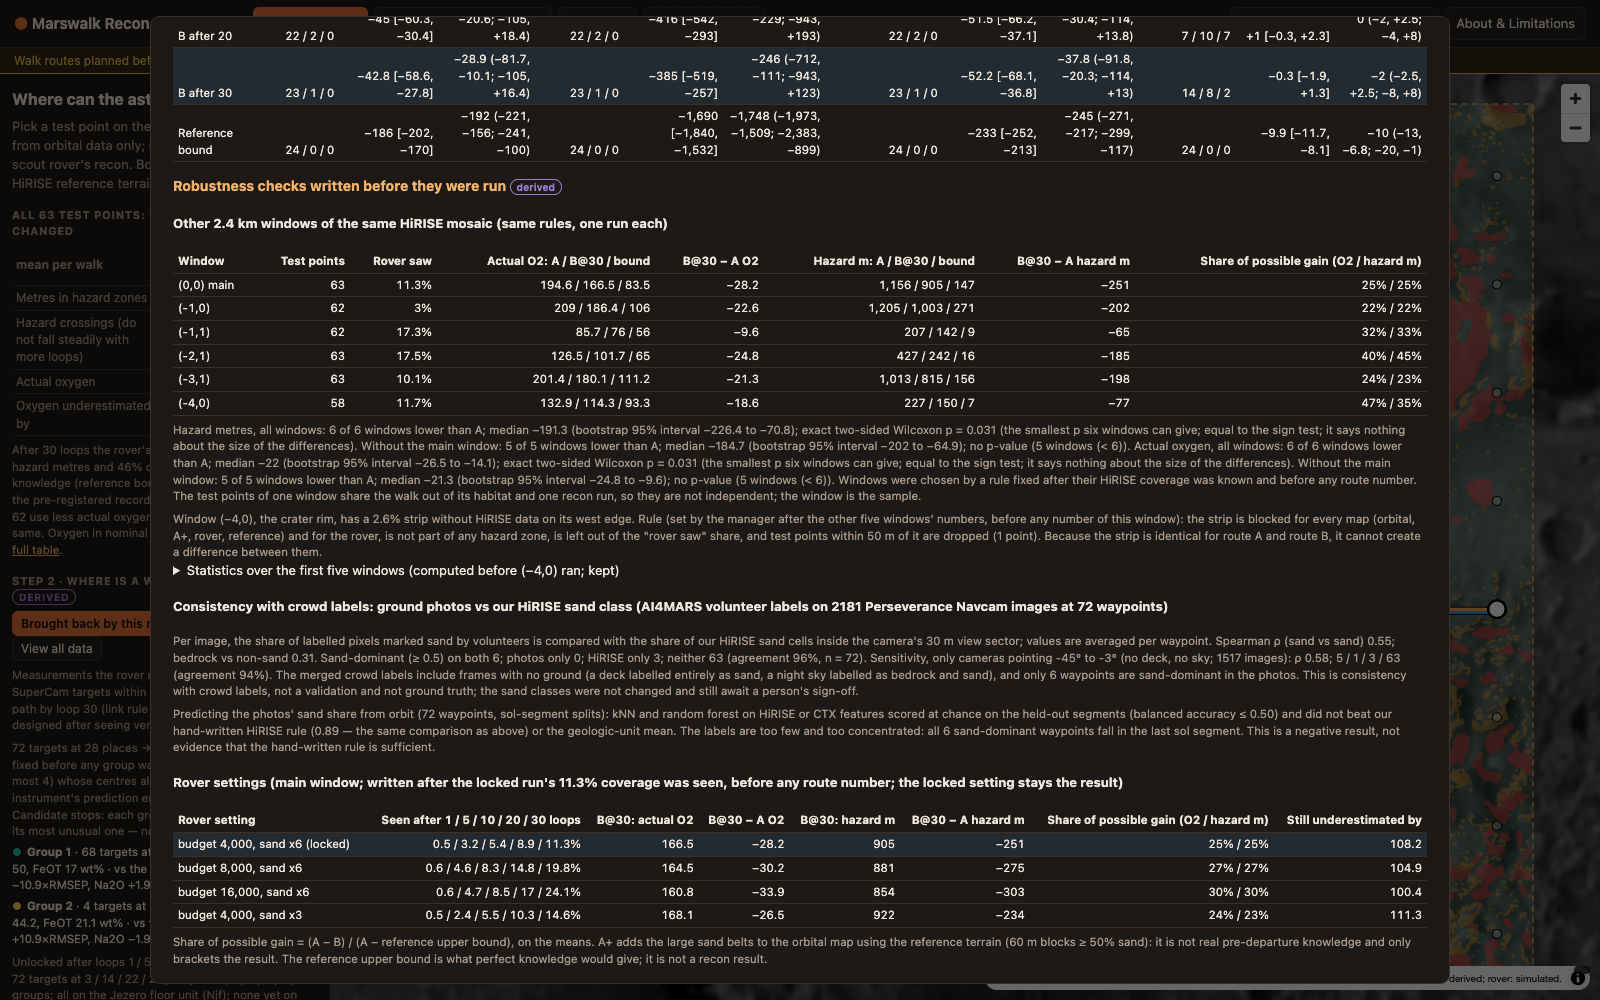 Marswalk Recon
About & Limitations
Walk routes planned bef
Where can the ast
Pick a test point on the
from orbital data only;
scout rover's recon. Bo
HiRISE reference terrai
ALL 63 TEST POINTS:
CHANGED
mean per walk
Metres in hazard zones
Hazard crossings (do
not fall steadily with
more loops)
Actual oxygen
Oxygen underestimated
by
After 30 loops the rover's
hazard metres and 46% o
knowledge (reference bou
the pre-registered record
62 use less actual oxygen
same. Oxygen in nominal
full table.
STEP 2 · WHERE IS A W
DERIVED
Brought back by this r
View all data
Measurements the rover
SuperCam targets within
path by loop 30 (link rule
designed after seeing ver
72 targets at 28 places →
fixed before any group wa
most 4) whose centres al
instrument's prediction er
Candidate stops: each gro
its most unusual one — ne
Group 1 · 68 targets at
50, FeOT 17 wt% · vs the
−10.9×RMSEP, Na2O +1.9
Group 2 · 4 targets at
44.2, FeOT 21.1 wt% · vs
+10.9×RMSEP, Na2O −1.9
Unlocked after loops 1 / 5
72 targets at 3 / 14 / 22 / 2
groups; all on the Jezero floor unit (Njf); none yet on
−45 [−60.3, −20.6; −105, −416 [−542, −229; −943, −51.5 [−66.2, −30.4; −114, 0 (−2, +2.5;
B after 20 22 / 2 / 0 −30.4] +18.4) 22 / 2 / 0 −293] +193) 22 / 2 / 0 −37.1] +13.8) 7 / 10 / 7 +1 [−0.3, +2.3] −4, +8)
−28.9 (−81.7, −246 (−712, −37.8 (−91.8,
−42.8 [−58.6, −10.1; −105, −385 [−519, −111; −943, −52.2 [−68.1, −20.3; −114, −0.3 [−1.9, −2 (−2.5,
B after 30 23 / 1 / 0 −27.8] +16.4) 23 / 1 / 0 −257] +123) 23 / 1 / 0 −36.8] +13) 14 / 8 / 2 +1.3] +2.5; −8, +8)
−192 (−221, −1,690 −1,748 (−1,973, −245 (−271,
Reference −186 [−202, −156; −241, [−1,840, −1,509; −2,383, −233 [−252, −217; −299, −9.9 [−11.7, −10 (−13,
bound 24 / 0 / 0 −170] −100) 24 / 0 / 0 −1,532] −899) 24 / 0 / 0 −213] −117) 24 / 0 / 0 −8.1] −6.8; −20, −1)
Robustness checks written before they were run derived
Other 2.4 km windows of the same HiRISE mosaic (same rules, one run each)
Window Test points Rover saw Actual O2: A / B@30 / bound B@30 − A O2 Hazard m: A / B@30 / bound B@30 − A hazard m Share of possible gain (O2 / hazard m)
(0,0) main 63 11.3% 194.6 / 166.5 / 83.5 −28.2 1,156 / 905 / 147 −251 25% / 25%
(-1,0) 62 3% 209 / 186.4 / 106 −22.6 1,205 / 1,003 / 271 −202 22% / 22%
(-1,1) 62 17.3% 85.7 / 76 / 56 −9.6 207 / 142 / 9 −65 32% / 33%
(-2,1) 63 17.5% 126.5 / 101.7 / 65 −24.8 427 / 242 / 16 −185 40% / 45%
(-3,1) 63 10.1% 201.4 / 180.1 / 111.2 −21.3 1,013 / 815 / 156 −198 24% / 23%
(-4,0) 58 11.7% 132.9 / 114.3 / 93.3 −18.6 227 / 150 / 7 −77 47% / 35%
Hazard metres, all windows: 6 of 6 windows lower than A; median −191.3 (bootstrap 95% interval −226.4 to −70.8); exact two-sided Wilcoxon p = 0.031 (the smallest p six windows can give; equal to the sign test; it says nothing
about the size of the differences). Without the main window: 5 of 5 windows lower than A; median −184.7 (bootstrap 95% interval −202 to −64.9); no p-value (5 windows (< 6)). Actual oxygen, all windows: 6 of 6 windows lower
than A; median −22 (bootstrap 95% interval −26.5 to −14.1); exact two-sided Wilcoxon p = 0.031 (the smallest p six windows can give; equal to the sign test; it says nothing about the size of the differences). Without the main
window: 5 of 5 windows lower than A; median −21.3 (bootstrap 95% interval −24.8 to −9.6); no p-value (5 windows (< 6)). Windows were chosen by a rule fixed after their HiRISE coverage was known and before any route number.
The test points of one window share the walk out of its habitat and one recon run, so they are not independent; the window is the sample.
Window (−4,0), the crater rim, has a 2.6% strip without HiRISE data on its west edge. Rule (set by the manager after the other five windows' numbers, before any number of this window): the strip is blocked for every map (orbital,
A+, rover, reference) and for the rover, is not part of any hazard zone, is left out of the "rover saw" share, and test points within 50 m of it are dropped (1 point). Because the strip is identical for route A and route B, it cannot create
a difference between them.
▶ Statistics over the first five windows (computed before (−4,0) ran; kept)
Consistency with crowd labels: ground photos vs our HiRISE sand class (AI4MARS volunteer labels on 2181 Perseverance Navcam images at 72 waypoints)
Per image, the share of labelled pixels marked sand by volunteers is compared with the share of our HiRISE sand cells inside the camera's 30 m view sector; values are averaged per waypoint. Spearman ρ (sand vs sand) 0.55;
bedrock vs non-sand 0.31. Sand-dominant (≥ 0.5) on both 6; photos only 0; HiRISE only 3; neither 63 (agreement 96%, n = 72). Sensitivity, only cameras pointing -45° to -3° (no deck, no sky; 1517 images): ρ 0.58; 5 / 1 / 3 / 63
(agreement 94%). The merged crowd labels include frames with no ground (a deck labelled entirely as sand, a night sky labelled as bedrock and sand), and only 6 waypoints are sand-dominant in the photos. This is consistency
with crowd labels, not a validation and not ground truth; the sand classes were not changed and still await a person's sign-off.
Predicting the photos' sand share from orbit (72 waypoints, sol-segment splits): kNN and random forest on HiRISE or CTX features scored at chance on the held-out segments (balanced accuracy ≤ 0.50) and did not beat our
hand-written HiRISE rule (0.89 — the same comparison as above) or the geologic-unit mean. The labels are too few and too concentrated: all 6 sand-dominant waypoints fall in the last sol segment. This is a negative result, not
evidence that the hand-written rule is sufficient.
Rover settings (main window; written after the locked run's 11.3% coverage was seen, before any route number; the locked setting stays the result)
Rover setting Seen after 1 / 5 / 10 / 20 / 30 loops B@30: actual O2 B@30 − A O2 B@30: hazard m B@30 − A hazard m Share of possible gain (O2 / hazard m) Still underestimated by
budget 4,000, sand x6 (locked) 0.5 / 3.2 / 5.4 / 8.9 / 11.3% 166.5 −28.2 905 −251 25% / 25% 108.2
budget 8,000, sand x6 0.6 / 4.6 / 8.3 / 14.8 / 19.8% 164.5 −30.2 881 −275 27% / 27% 104.9
budget 16,000, sand x6 0.6 / 4.7 / 8.5 / 17 / 24.1% 160.8 −33.9 854 −303 30% / 30% 100.4
budget 4,000, sand x3 0.5 / 2.4 / 5.5 / 10.3 / 14.6% 168.1 −26.5 922 −234 24% / 23% 111.3
Share of possible gain = (A − B) / (A − reference upper bound), on the means. A+ adds the large sand belts to the orbital map using the reference terrain (60 m blocks ≥ 50% sand): it is not real pre-departure knowledge and only
brackets the result. The reference upper bound is what perfect knowledge would give; it is not a recon result.
+
−
derived; rover: simulated.